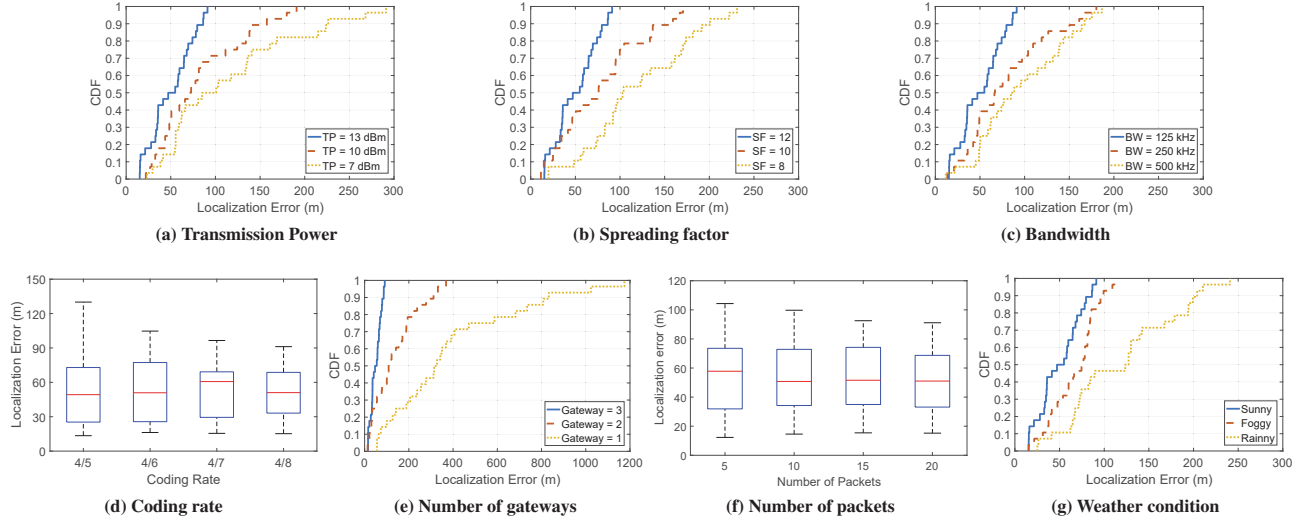 CDF
1
0.9
0.8
0.7
0.6
0.5
0.4
0.3
0.2
0.1
0
TP = 13 dBm
TP = 10 dBm
TP = 7 dBm
0 50 100 150 200 250 300
Localization Error (m)
(a) Transmission Power
CDF
1
0.9
0.8
0.7
0.6
0.5
0.4
0.3
0.2
0.1
0
SF = 12
SF = 10
SF = 8
0 50 100 150 200 250 300
Localization Error (m)
(b) Spreading factor
CDF
1
0.9
0.8
0.7
0.6
0.5
0.4
0.3
0.2
0.1
0
BW = 125 kHz
BW = 250 kHz
BW = 500 kHz
0 50 100 150 200 250 300
Localization Error (m)
(c) Bandwidth
Localization Error (m)
150
120
90
60
30
0
4/5 4/6 4/7 4/8
Coding Rate
(d) Coding rate
CDF
1
0.9
0.8
0.7
0.6
0.5
0.4
0.3
0.2
0.1
0
Gateway = 3
Gateway = 2
Gateway = 1
0 200 400 600 800 1000 1200
Localization Error (m)
(e) Number of gateways
Localization error (m)
120
100
80
60
40
20
0
5 10 15 20
Number of Packets
(f) Number of packets
CDF
1
0.9
0.8
0.7
0.6
0.5
0.4
0.3
0.2
0.1
0
Sunny
Foggy
Rainny
0 50 100 150 200 250 300
Localization Error (m)
(g) Weather condition